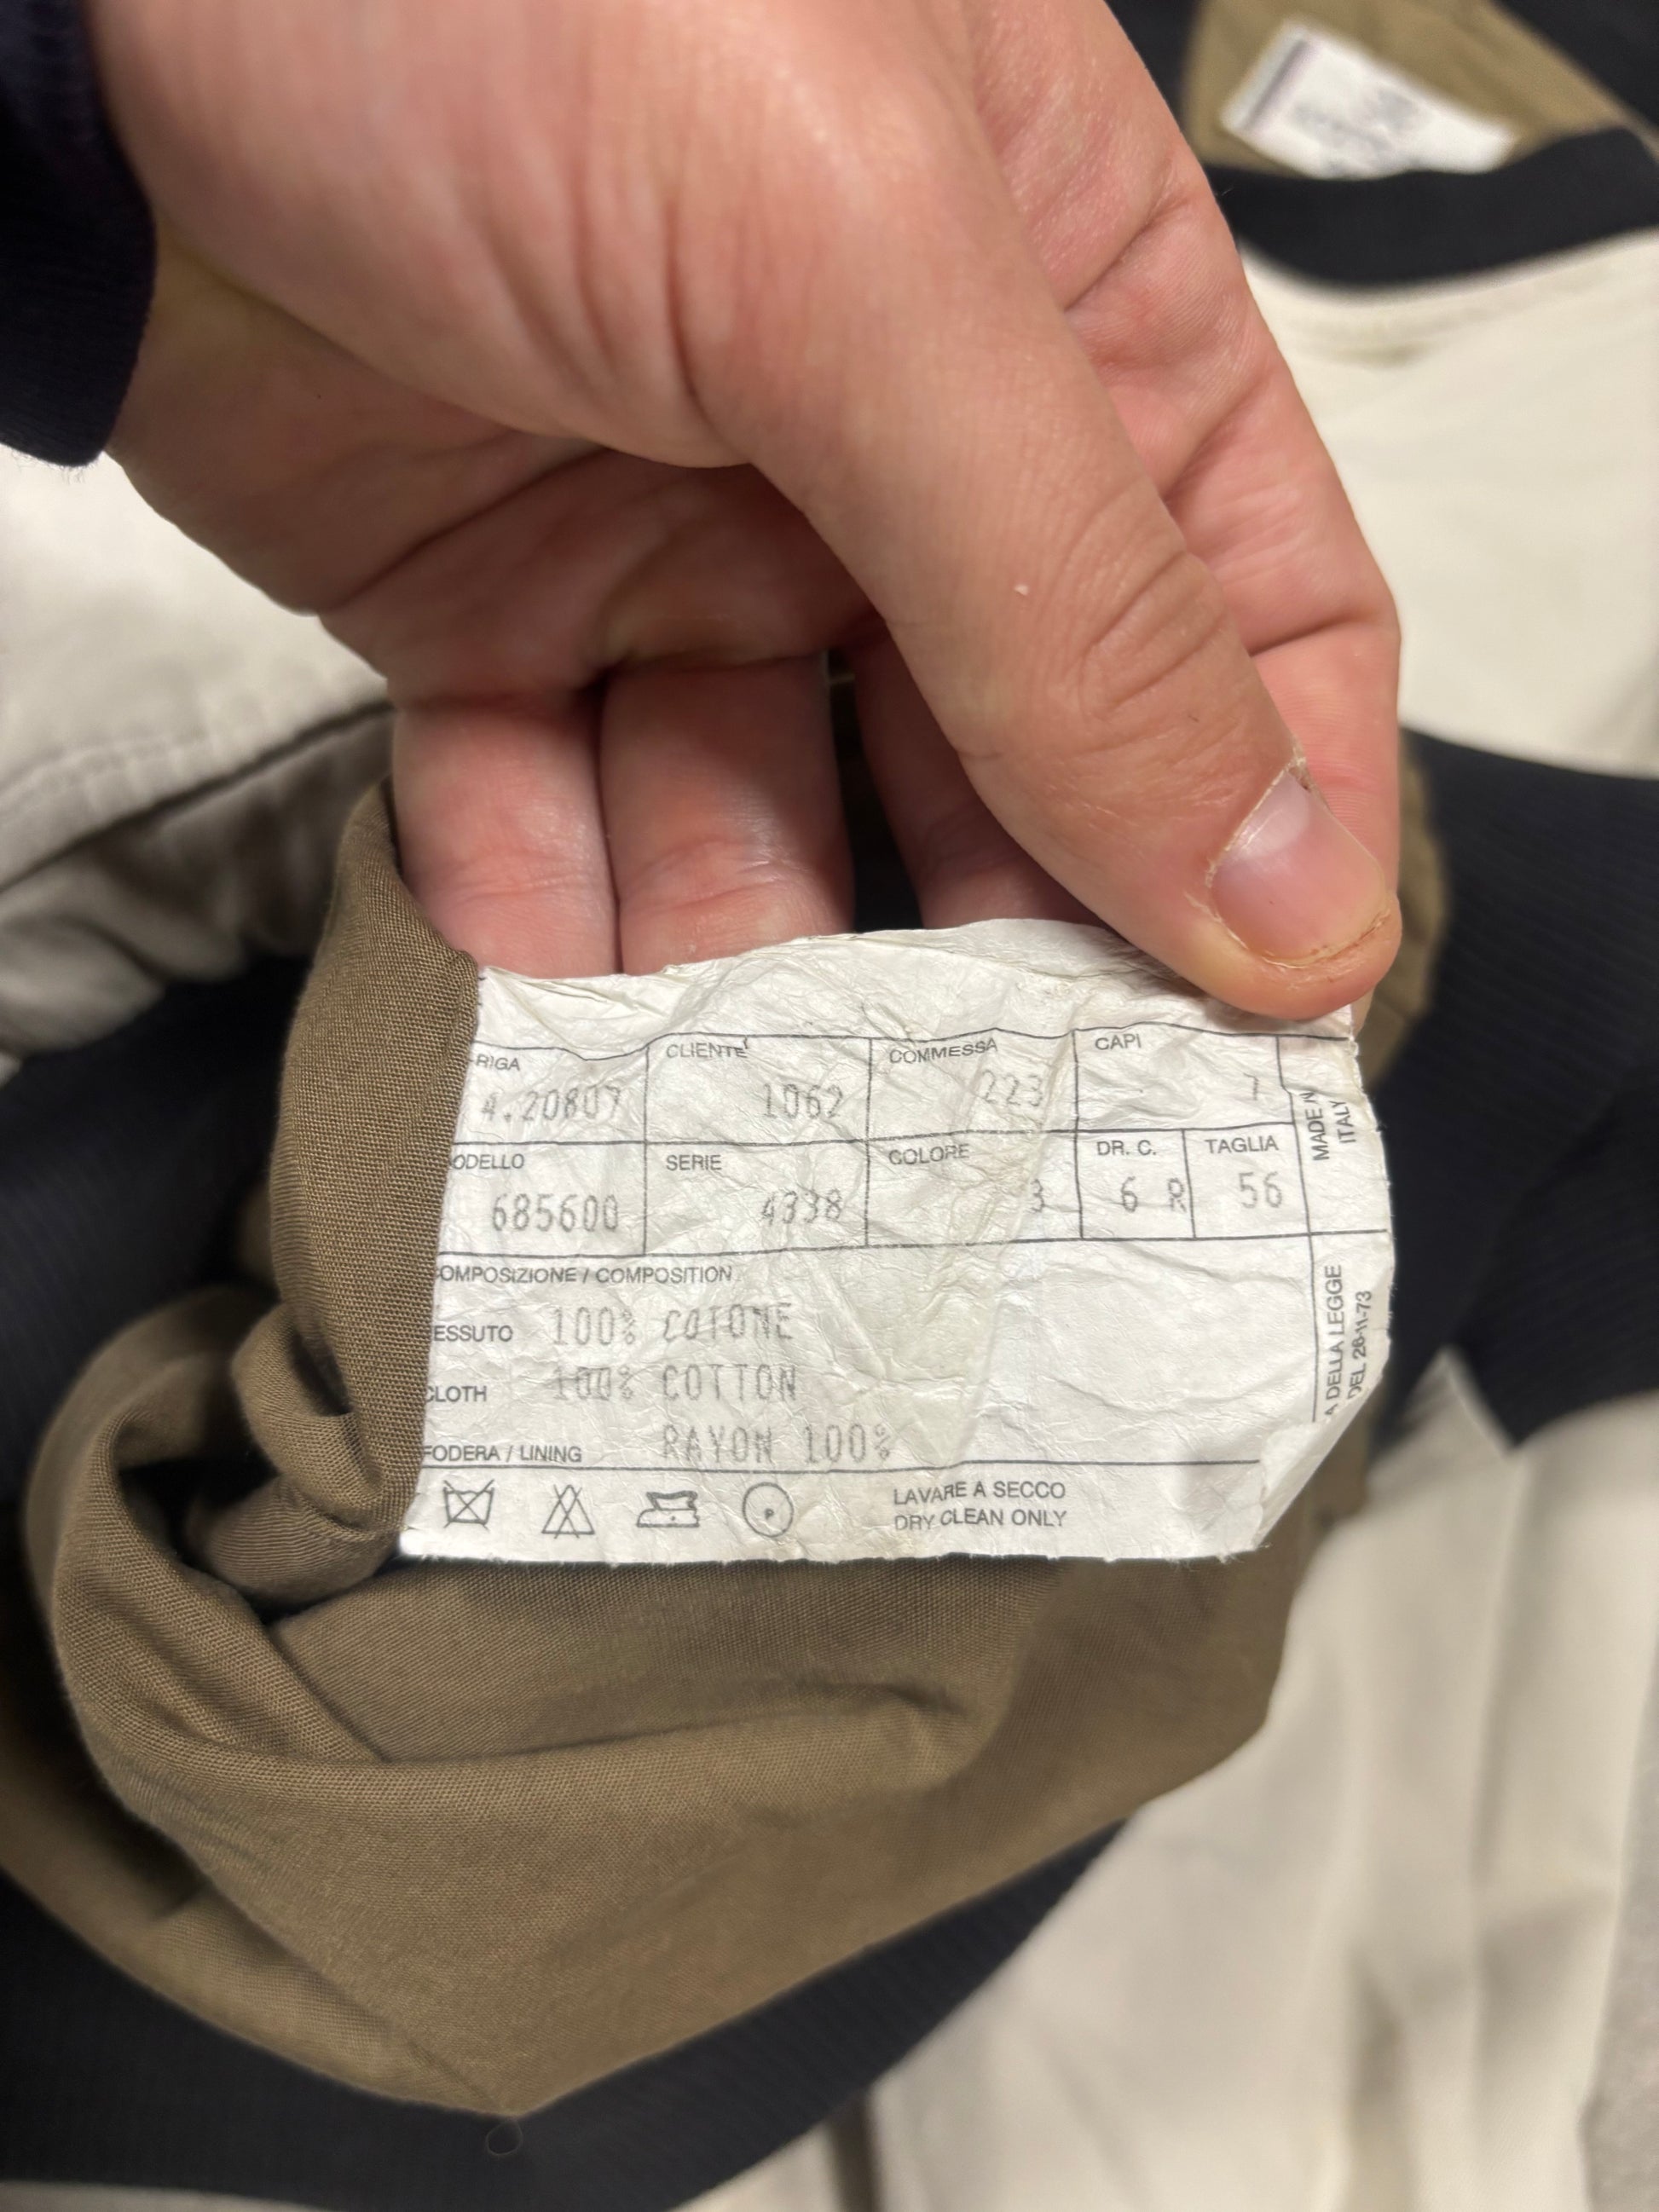 RIGA CLIENTE COMMESSA CAPI
4.20807 1062 223 7
ODELLO SERIE COLORE DR. C. TAGLIA
685600 4338 3 6 R 56
MADE IN
ITALY
OMPOSIZIONE / COMPOSITION
ESSUTO 100% COTONE
CLOTH 100% COTTON
FODERA / LINING RAYON 100%
LAVARE A SECCO
DRY CLEAN ONLY
A DELLA LEGGE
DEL 26-11-73